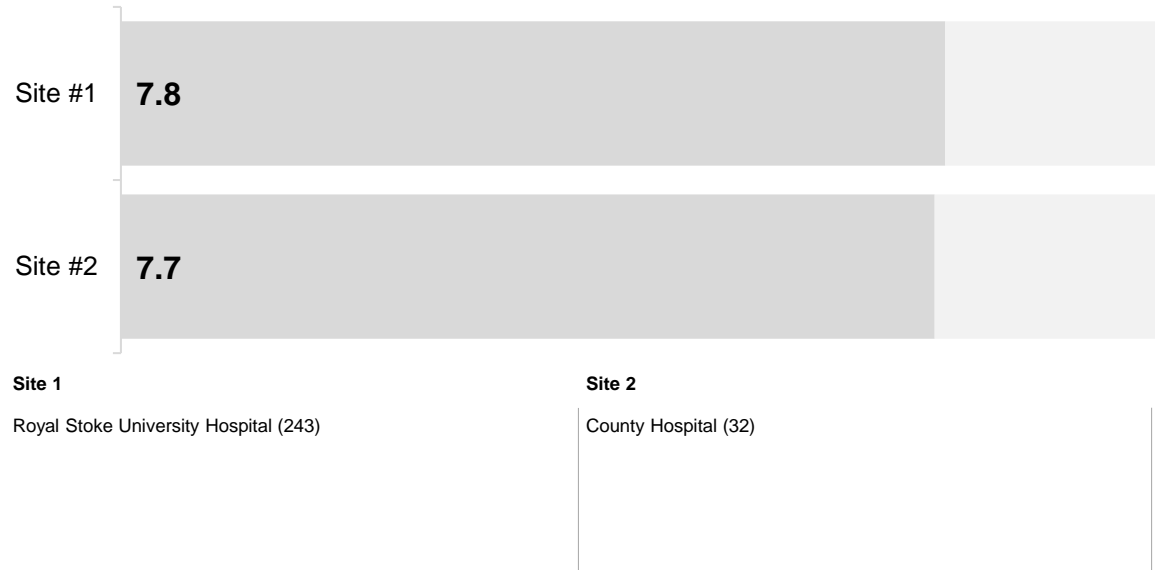 Site #1 7.8
Site #2 7.7
Site 1
Royal Stoke University Hospital (243)
Site 2
County Hospital (32)